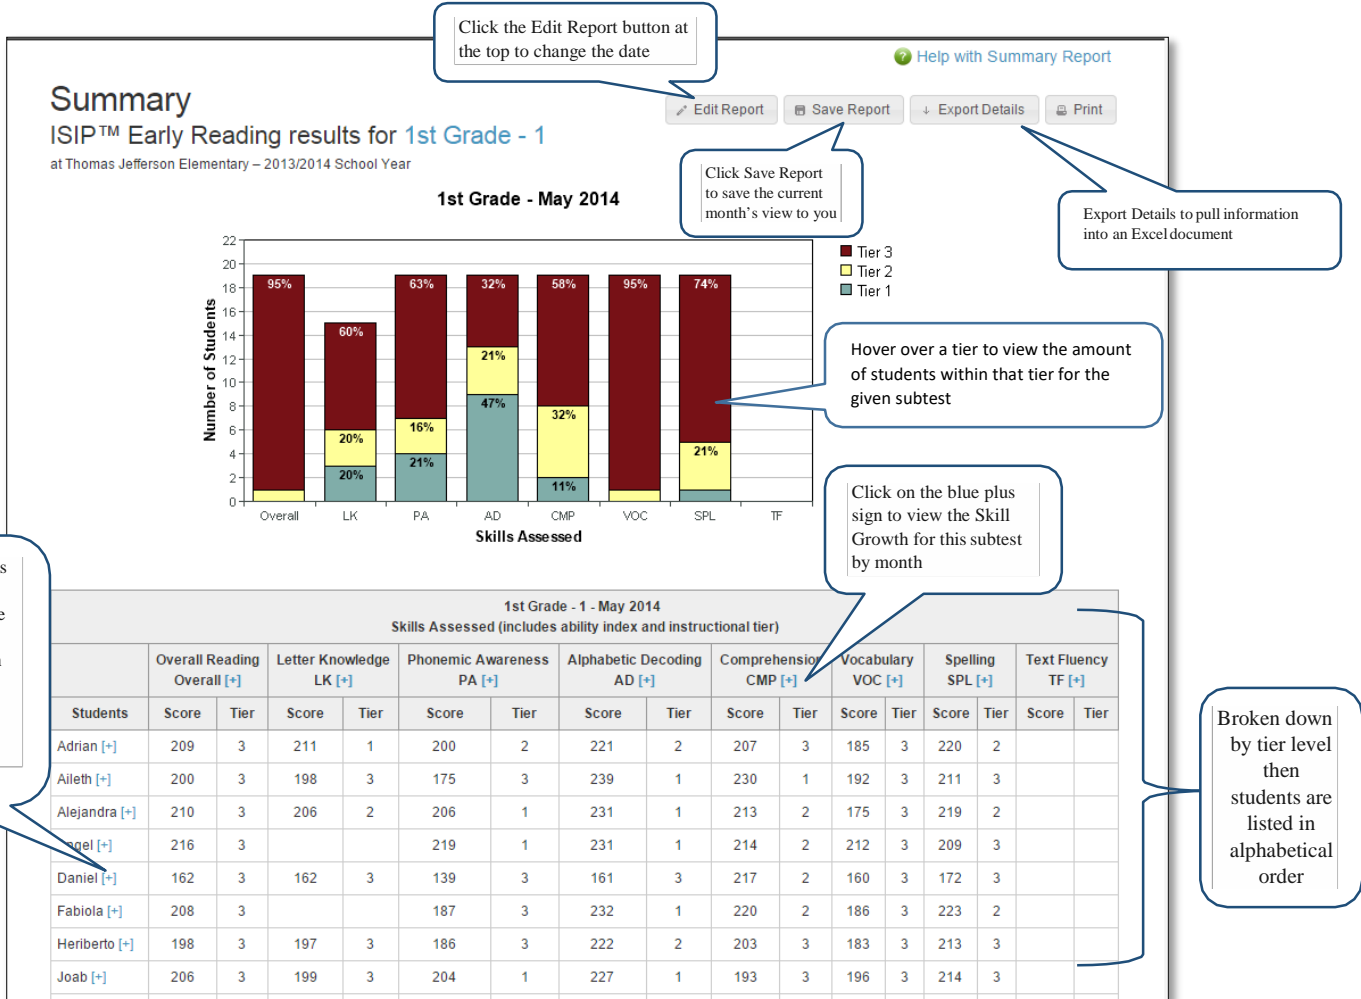 Click the Edit Report button at
the top to change the date
Help with Summary Report
Summary
Edit Report Save Report Export Details Print
ISIP™ Early Reading results for 1st Grade - 1
at Thomas Jefferson Elementary – 2013/2014 School Year
Click Save Report
to save the current
month's view to you
Export Details to pull information
into an Excel document
1st Grade - May 2014
22
20
18
16
14
12
10
8
6
4
2
0
Number of Students
95% 63% 32% 58% 95% 74%
60%
21%
47%
32%
16%
20%
21%
21%
20%
11%
Overall LK PA AD CMP VOC SPL TF
Skills Assessed
Tier 3
Tier 2
Tier 1
Hover over a tier to view the amount
of students within that tier for the
given subtest
Click on the blue plus
sign to view the Skill
Growth for this subtest
by month
s
e
1st Grade - 1 - May 2014
Skills Assessed (includes ability index and instructional tier)
Overall Reading Letter Knowledge Phonemic Awareness Alphabetic Decoding Comprehension Vocabulary Spelling Text Fluency
Overall [+] LK [+] PA [+] AD [+] CMP [+] VOC [+] SPL [+] TF [+]
Students Score Tier Score Tier Score Tier Score Tier Score Tier Score Tier Score Tier Score Tier
Adrian [+] 209 3 211 1 200 2 221 2 207 3 185 3 220 2
Aileth [+] 200 3 198 3 175 3 239 1 230 1 192 3 211 3
Alejandra [+] 210 3 206 2 206 1 231 1 213 2 175 3 219 2
ngel [+] 216 3 219 1 231 1 214 2 212 3 209 3
Daniel [+] 162 3 162 3 139 3 161 3 217 2 160 3 172 3
Fabiola [+] 208 3 187 3 232 1 220 2 186 3 223 2
Heriberto [+] 198 3 197 3 186 3 222 2 203 3 183 3 213 3
Joab [+] 206 3 199 3 204 1 227 1 193 3 196 3 214 3
Broken down
by tier level
then
students are
listed in
alphabetical
order